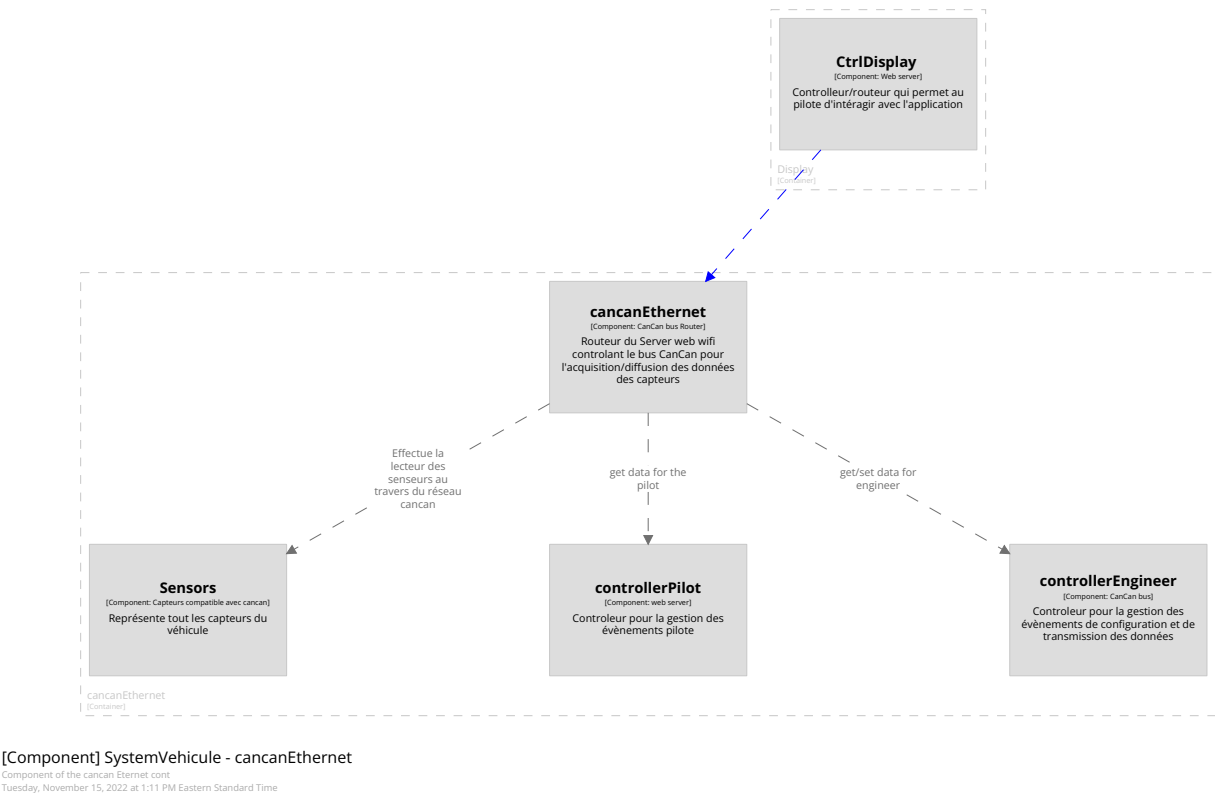 CtrlDisplay
[Component: Web server]
Controlleur/routeur qui permet au
pilote d'intéragir avec l'application
Display
[Container]
cancanEthernet
[Component: CanCan bus Router]
Routeur du Server web wifi
controlant le bus CanCan pour
l'acquisition/diffusion des données
des capteurs
Effectue la
lecteur des
senseurs au
travers du réseau
cancan
get data for the
pilot
get/set data for
engineer
Sensors
[Component: Capteurs compatible avec cancan]
Représente tout les capteurs du
véhicule
controllerPilot
[Component: web server]
Controleur pour la gestion des
évènements pilote
controllerEngineer
[Component: CanCan bus]
Controleur pour la gestion des
évènements de configuration et de
transmission des données
cancanEthernet
[Container]
[Component] SystemVehicule - cancanEthernet
Component of the cancan Eternet cont
Tuesday, November 15, 2022 at 1:11 PM Eastern Standard Time